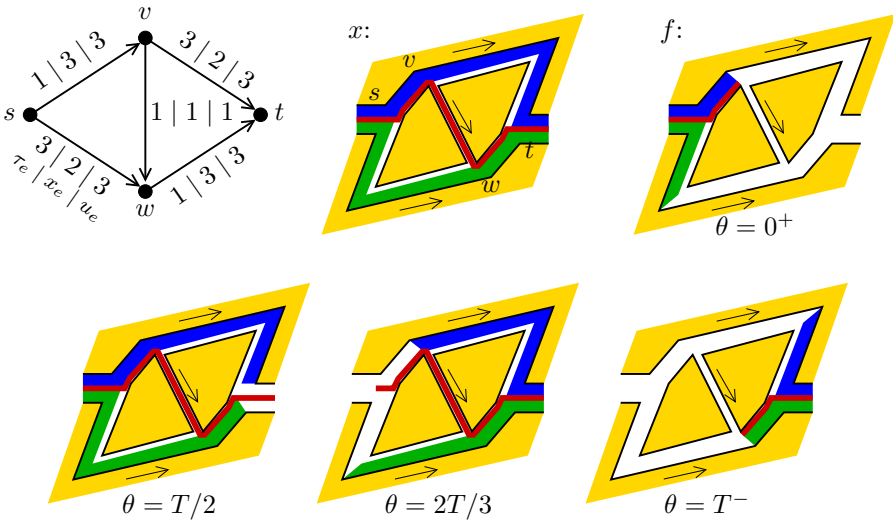 v
x:
f:
1 | 3 | 3
3 | 2 | 3
v
s
s
1 | 1 | 1
t
3 | 2 | 3
τₑ | xₑ | uₑ
1 | 3 | 3
w
t
w
θ = 0⁺
θ = T/2
θ = 2T/3
θ = T⁻